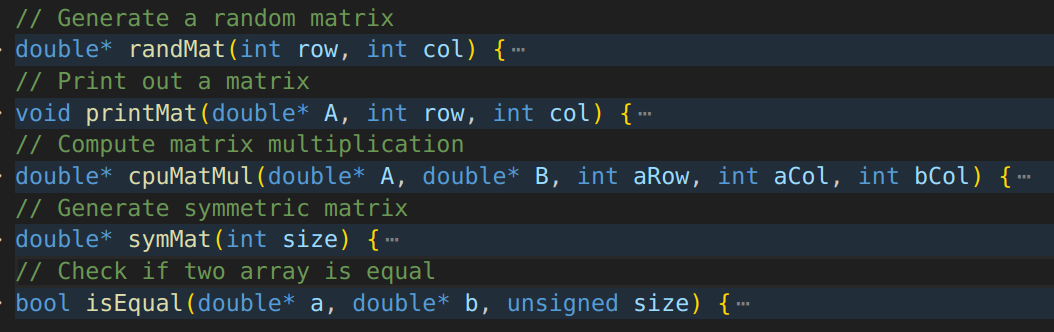 // Generate a random matrix
double* randMat(int row, int col) {⋯
// Print out a matrix
void printMat(double* A, int row, int col) {⋯
// Compute matrix multiplication
double* cpuMatMul(double* A, double* B, int aRow, int aCol, int bCol) {⋯
// Generate symmetric matrix
double* symMat(int size) {⋯
// Check if two array is equal
bool isEqual(double* a, double* b, unsigned size) {⋯